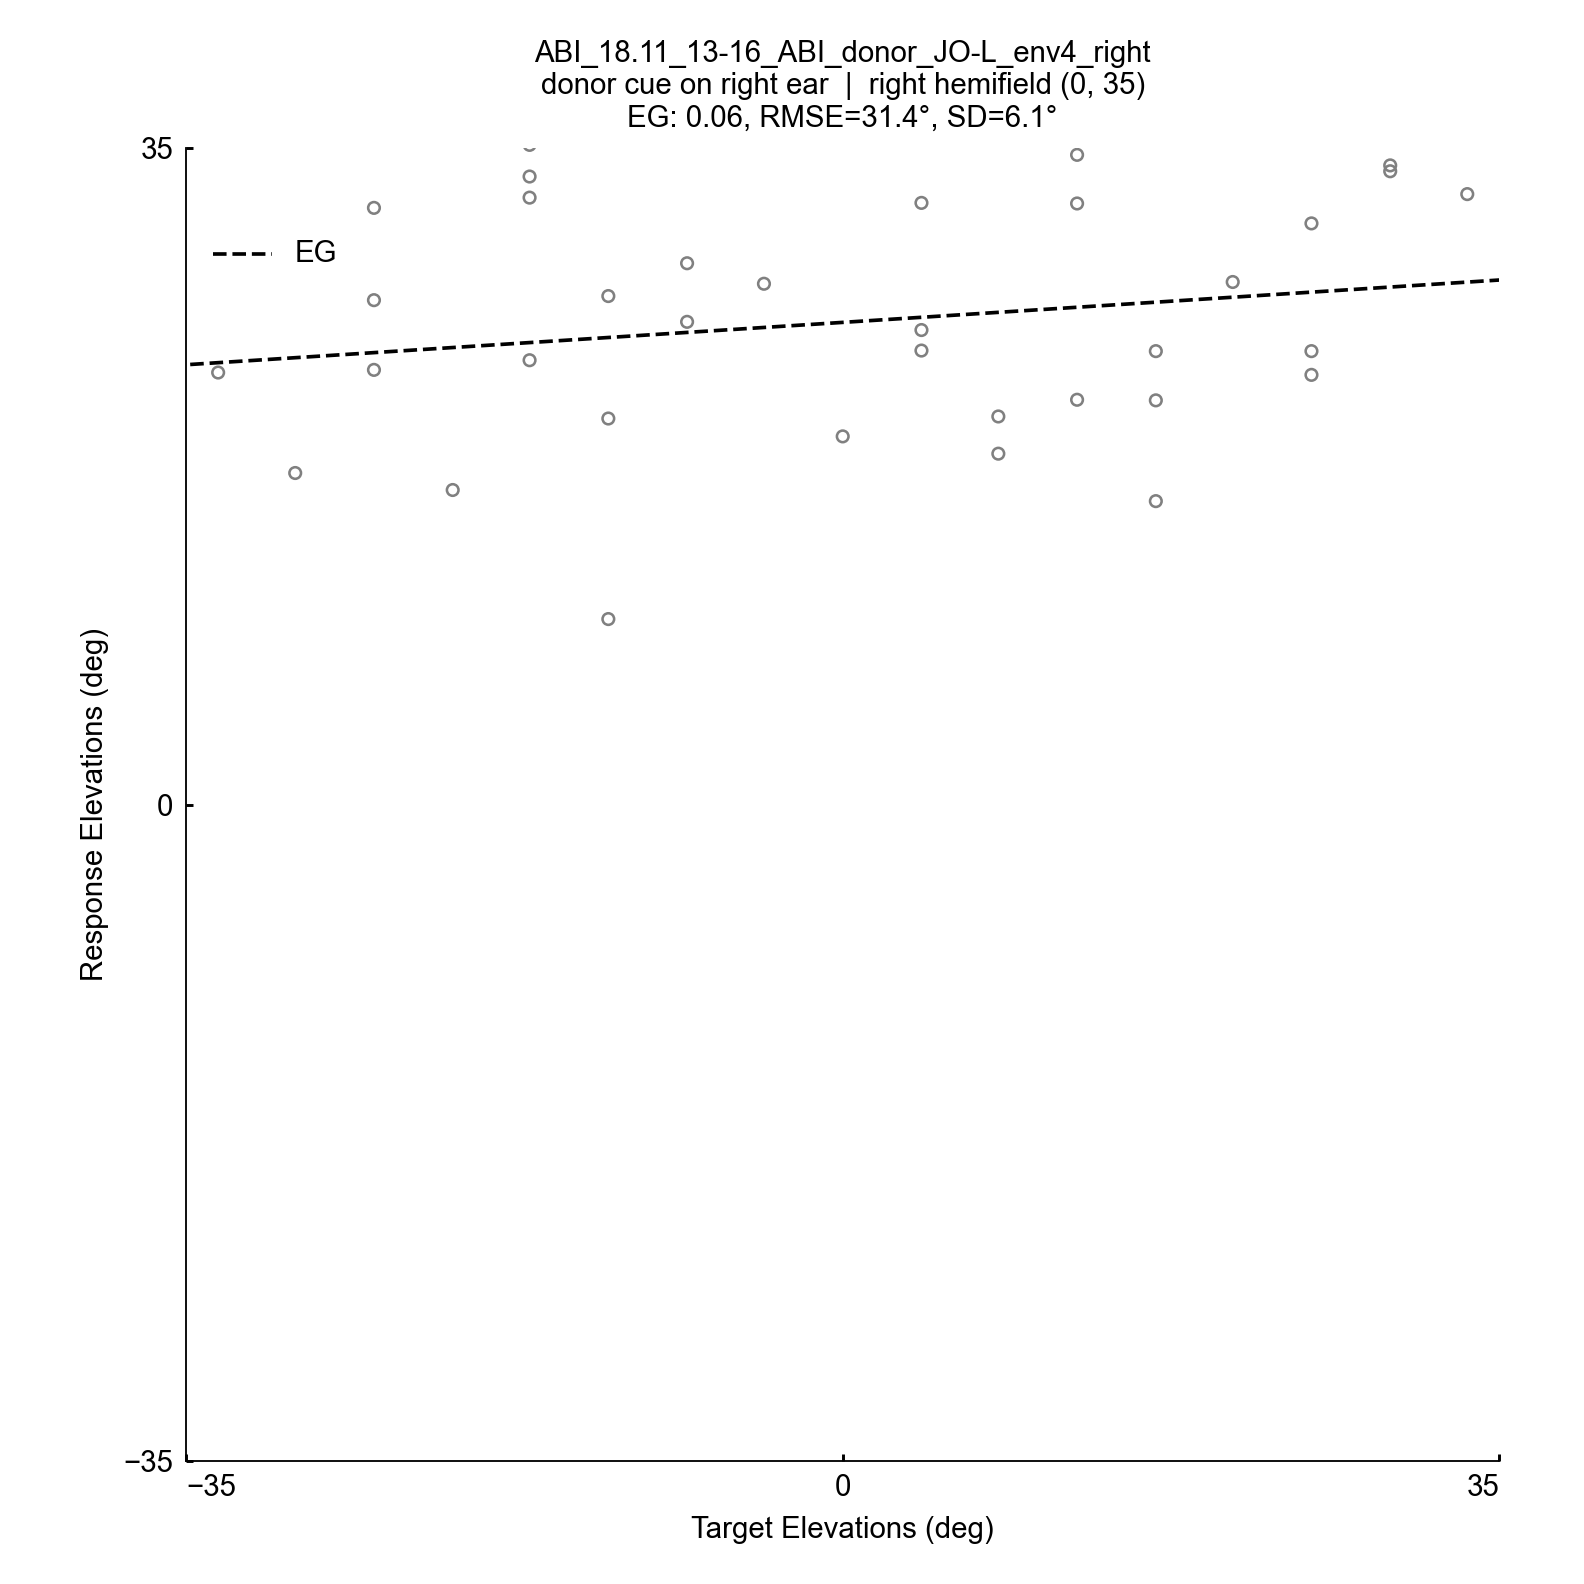 ABI_18.11_13-16_ABI_donor_JO-L_env4_right
donor cue on right ear | right hemifield (0, 35)
EG: 0.06, RMSE=31.4°, SD=6.1°
35
EG
Response Elevations (deg)
0
−35
−35
0
35
Target Elevations (deg)